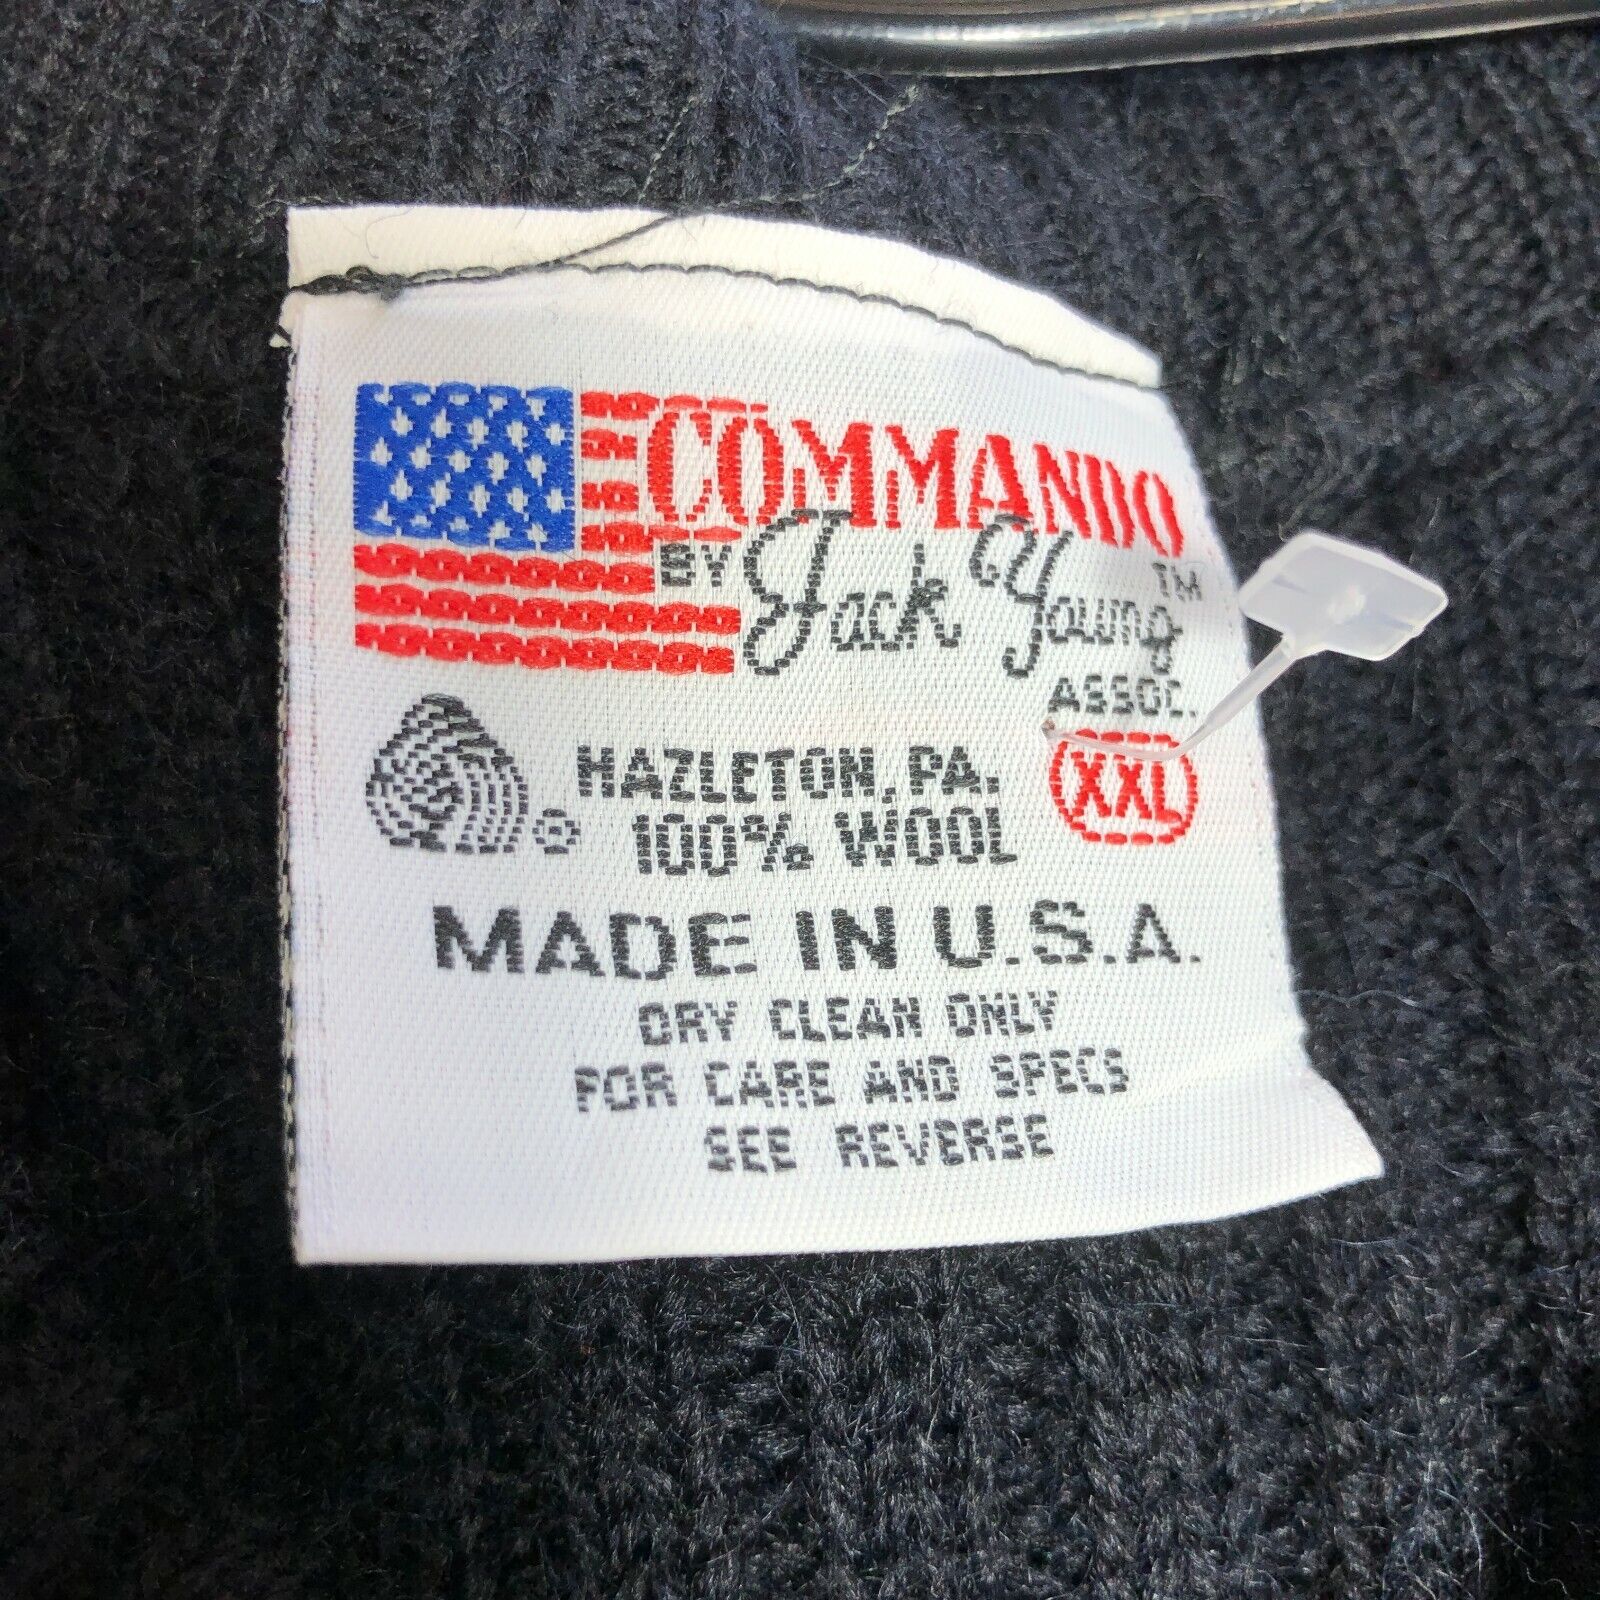 COMMANDO
BY Jack Young TM
ASSOC.
HAZLETON, PA.
XXL
100% WOOL
MADE IN U.S.A.
DRY CLEAN ONLY
FOR CARE AND SPECS
SEE REVERSE